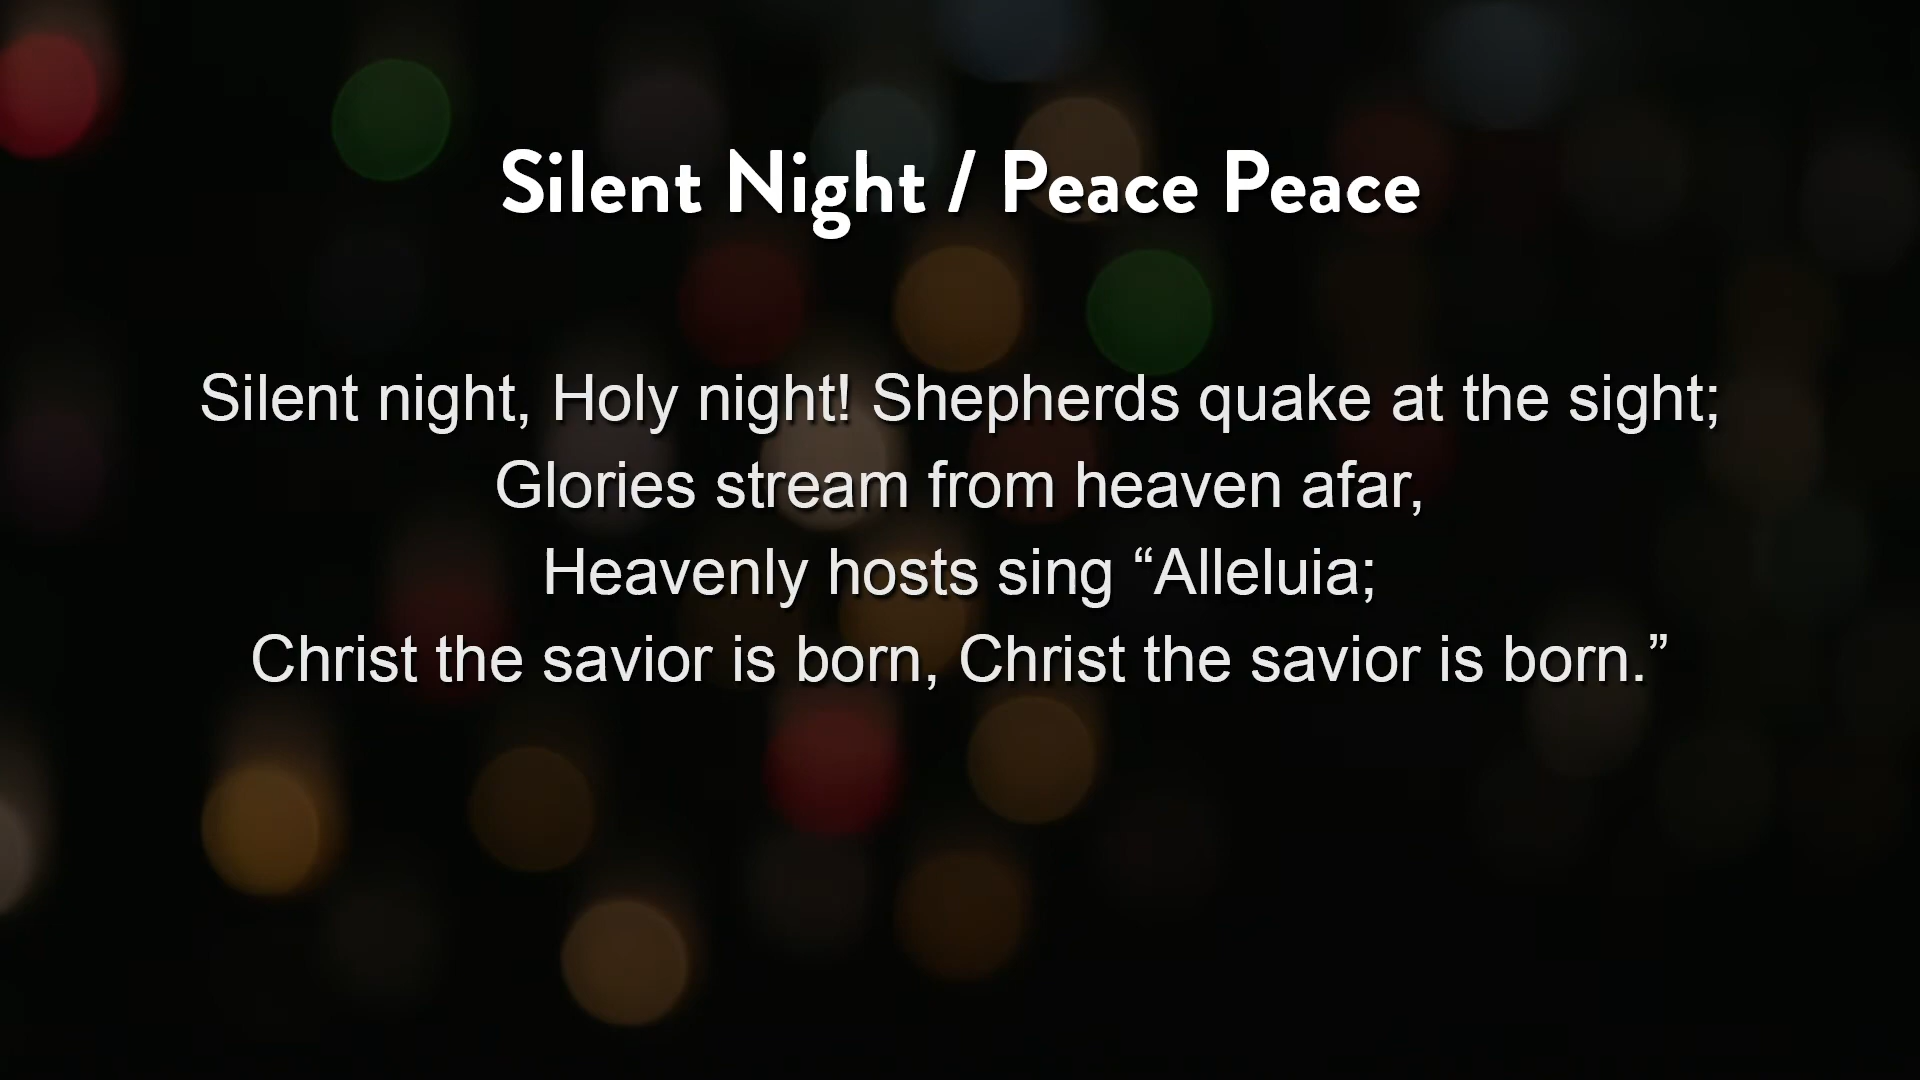 Silent Night / Peace Peace
Silent night, Holy night! Shepherds quake at the sight;
Glories stream from heaven afar,
Heavenly hosts sing “Alleluia;
Christ the savior is born, Christ the savior is born.”